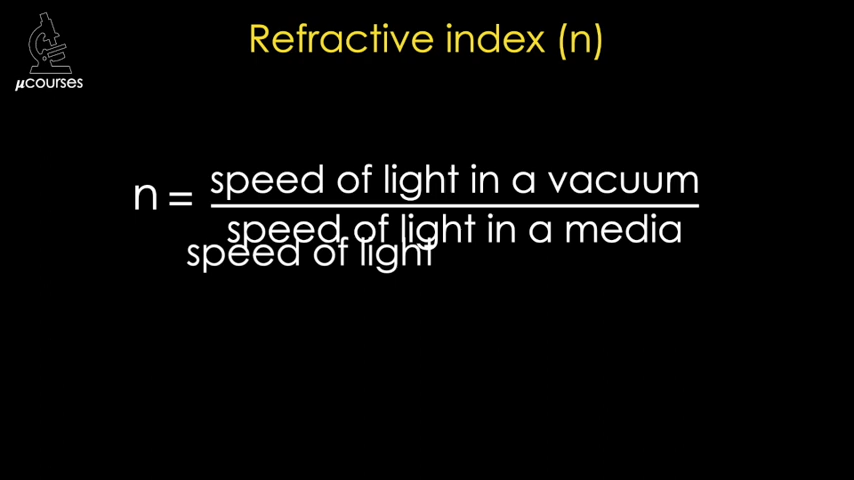 Refractive index (n)
µcourses
n = speed of light in a vacuum
speed of light in a media
speed of light